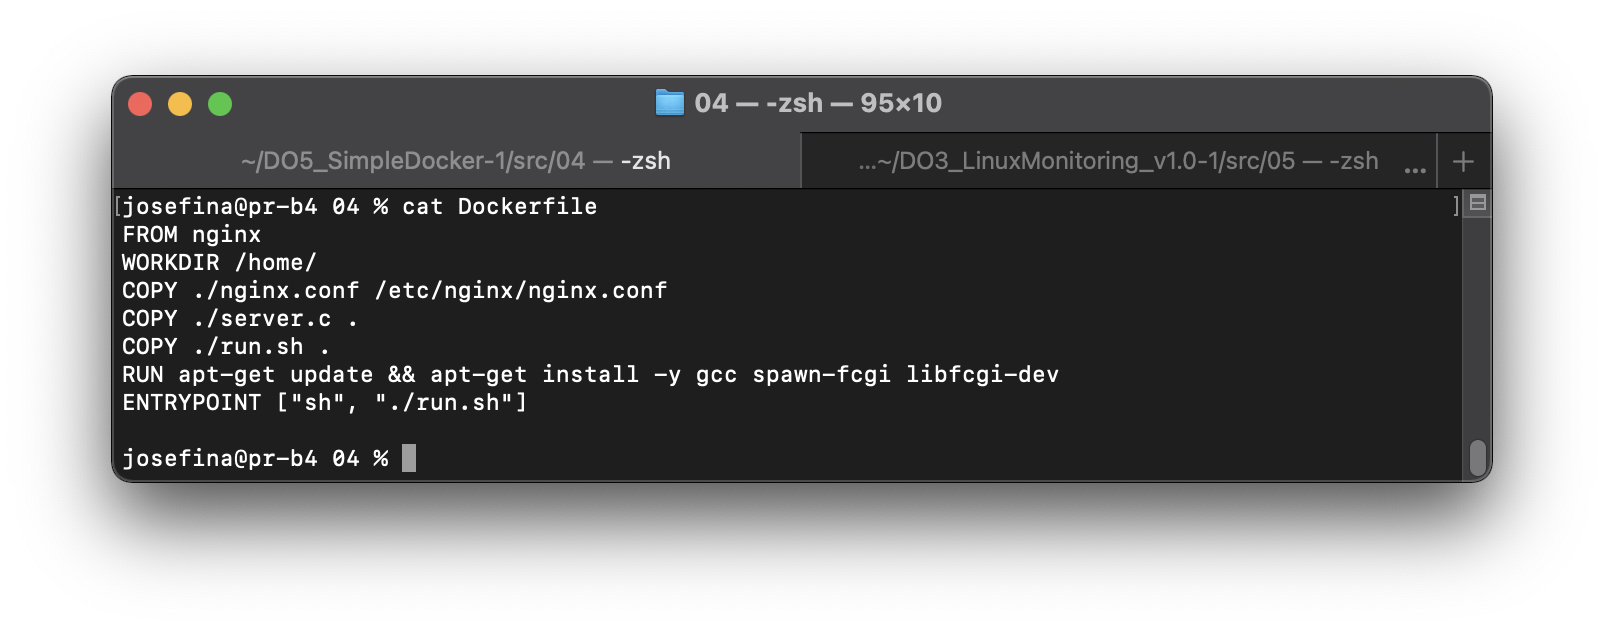 04 — -zsh — 95×10
~/DO5_SimpleDocker-1/src/04 — -zsh
...~/DO3_LinuxMonitoring_v1.0-1/src/05 — -zsh ...
+
[josefina@pr-b4 04 % cat Dockerfile ]
FROM nginx
WORKDIR /home/
COPY ./nginx.conf /etc/nginx/nginx.conf
COPY ./server.c .
COPY ./run.sh .
RUN apt-get update && apt-get install -y gcc spawn-fcgi libfcgi-dev
ENTRYPOINT ["sh", "./run.sh"]
josefina@pr-b4 04 %